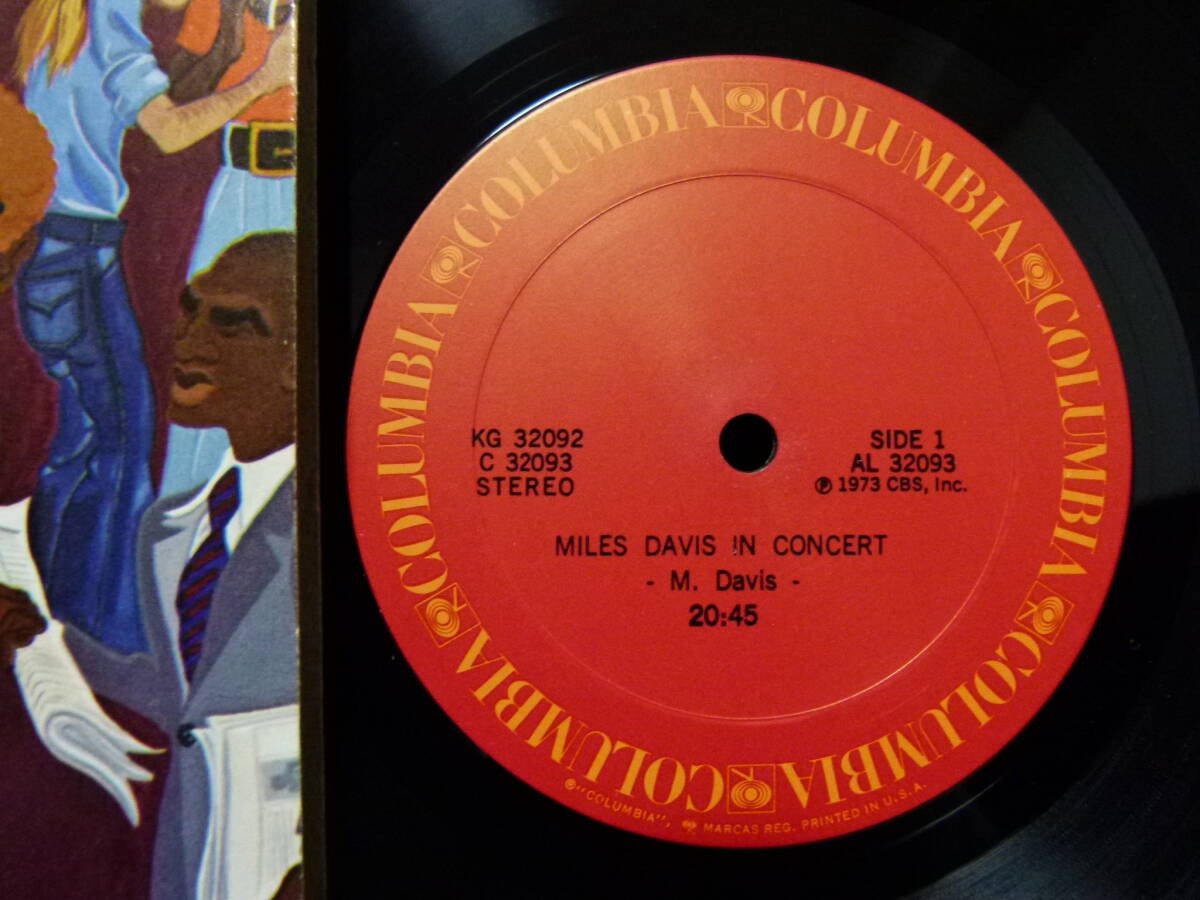 COLUMBIA COLUMBIA COLUMBIA COLUMBIA COLUMBIA COLUMBIA
KG 32092
C 32093
STEREO
SIDE 1
AL 32093
℗ 1973 CBS, Inc.
MILES DAVIS IN CONCERT
- M. Davis -
20:45
®"COLUMBIA", MARCAS REG. PRINTED IN U.S.A.